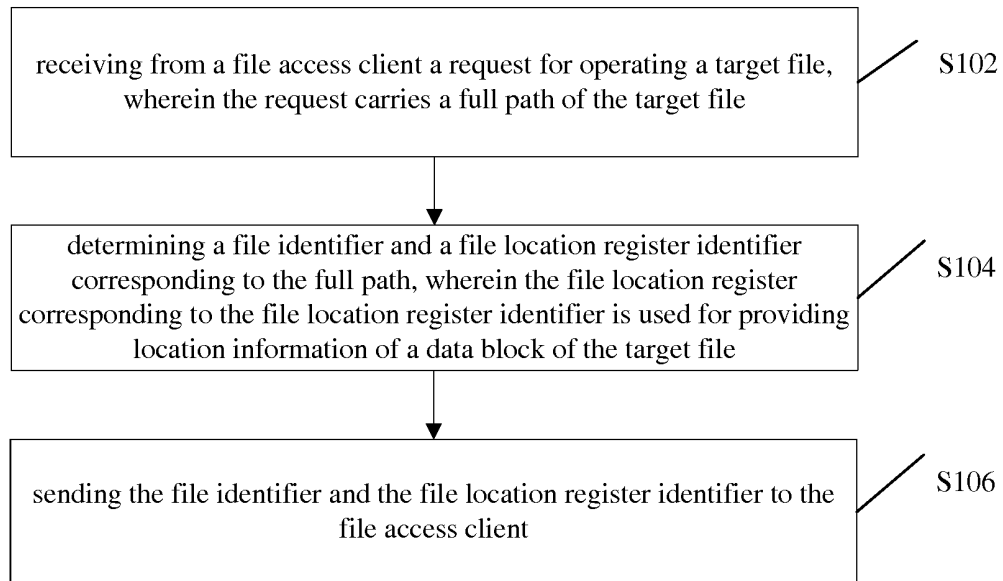 receiving from a file access client a request for operating a target file,
wherein the request carries a full path of the target file
S102
determining a file identifier and a file location register identifier
corresponding to the full path, wherein the file location register
corresponding to the file location register identifier is used for providing
location information of a data block of the target file
S104
sending the file identifier and the file location register identifier to the
file access client
S106